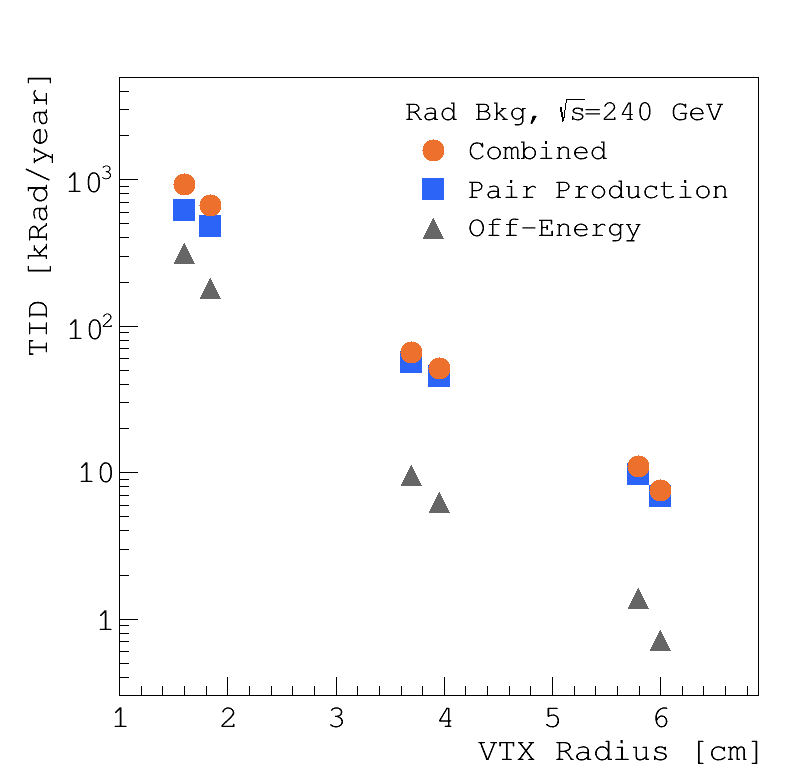 Rad Bkg, √s=240 GeV
Combined
Pair Production
Off-Energy
TID [kRad/year]
10³
10²
10
1
1 2 3 4 5 6
VTX Radius [cm]